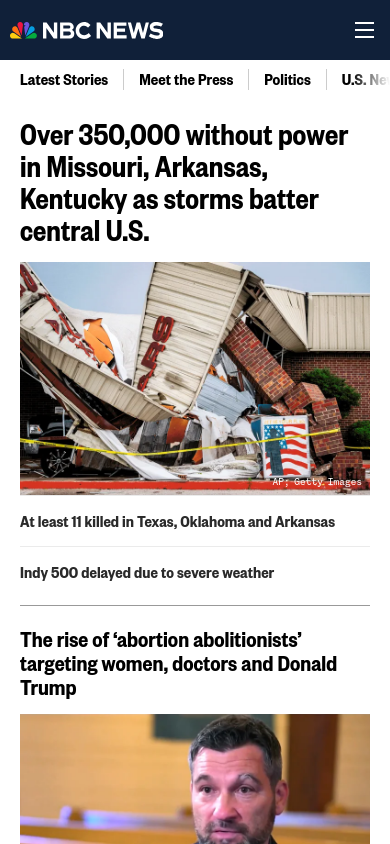 NBC NEWS
Latest Stories
Meet the Press
Politics
U.S. Ne
Over 350,000 without power
in Missouri, Arkansas,
Kentucky as storms batter
central U.S.
AP; Getty Images
At least 11 killed in Texas, Oklahoma and Arkansas
Indy 500 delayed due to severe weather
The rise of ‘abortion abolitionists’
targeting women, doctors and Donald
Trump